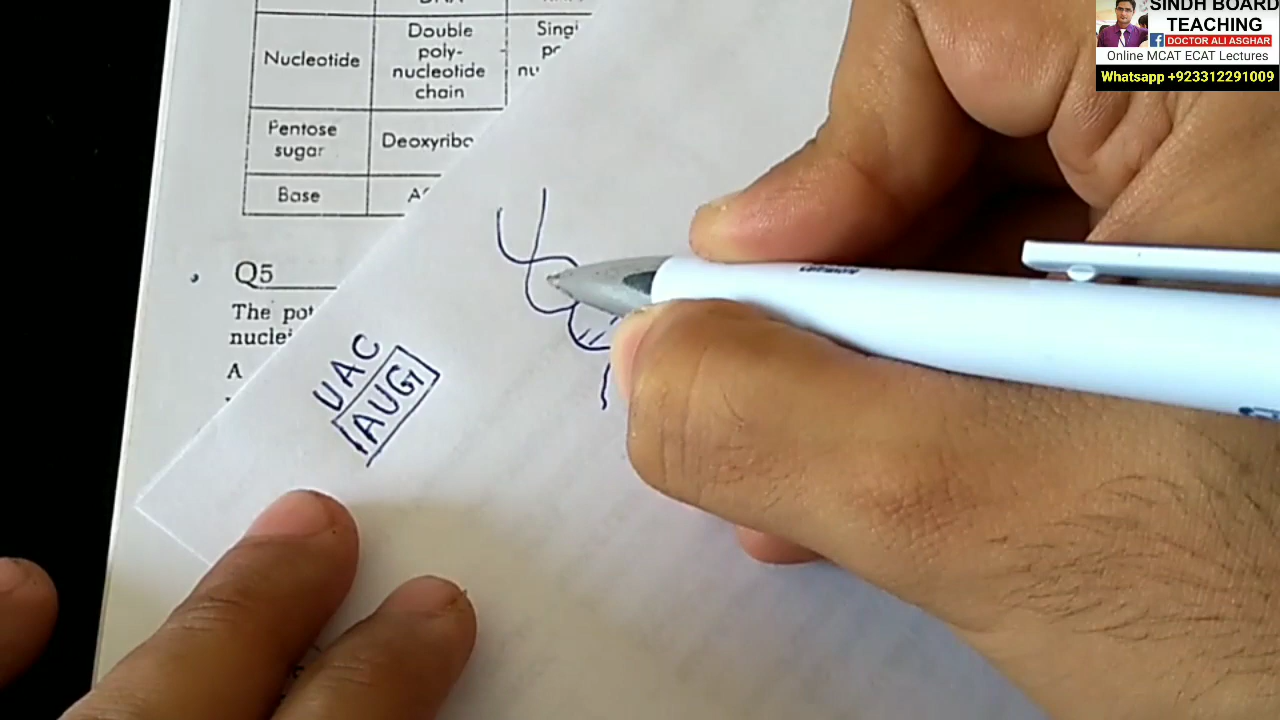 DNA
Nucleotide
Double
poly-
nucleotide
chain
Pentose
sugar
Base
Q5
The
A
UAC
AUG
SINDH BOARD
TEACHING
DOCTOR ALI ASGHAR
Online MCAT ECAT Lectures
Whatsapp +923312291009